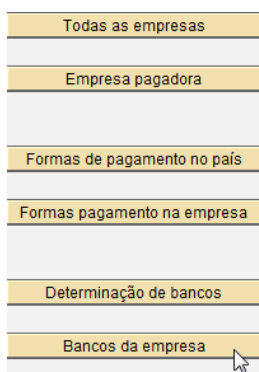 Todas as empresas
Empresa pagadora
Formas de pagamento no país
Formas pagamento na empresa
Determinação de bancos
Bancos da empresa